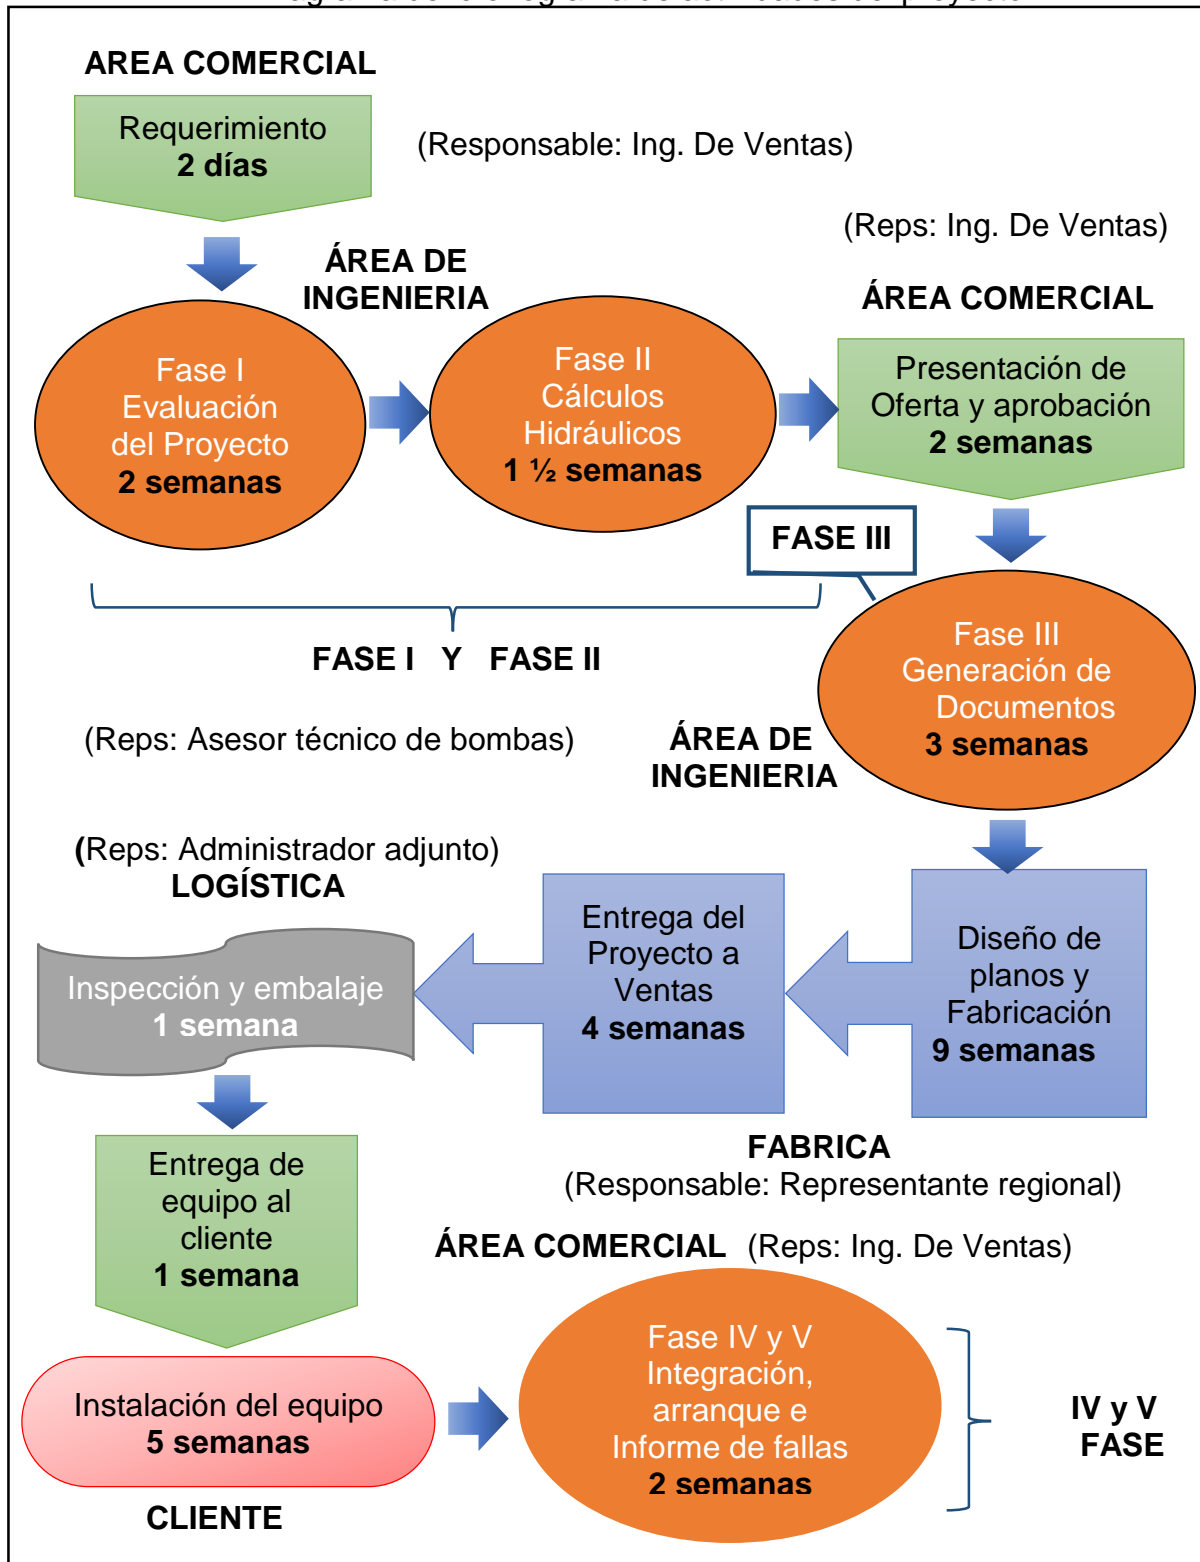 AREA COMERCIAL
Requerimiento
2 días
(Responsable: Ing. De Ventas)
(Reps: Ing. De Ventas)
ÁREA DE
INGENIERIA
ÁREA COMERCIAL
Fase I
Evaluación
del Proyecto
2 semanas
Fase II
Cálculos
Hidráulicos
1 ½ semanas
Presentación de
Oferta y aprobación
2 semanas
FASE III
FASE I Y FASE II
Fase III
Generación de
Documentos
3 semanas
(Reps: Asesor técnico de bombas)
ÁREA DE
INGENIERIA
(Reps: Administrador adjunto)
LOGÍSTICA
Inspección y embalaje
1 semana
Entrega del
Proyecto a
Ventas
4 semanas
Diseño de
planos y
Fabricación
9 semanas
FABRICA
(Responsable: Representante regional)
Entrega de
equipo al
cliente
1 semana
ÁREA COMERCIAL (Reps: Ing. De Ventas)
Instalación del equipo
5 semanas
CLIENTE
Fase IV y V
Integración,
arranque e
Informe de fallas
2 semanas
IV y V
FASE